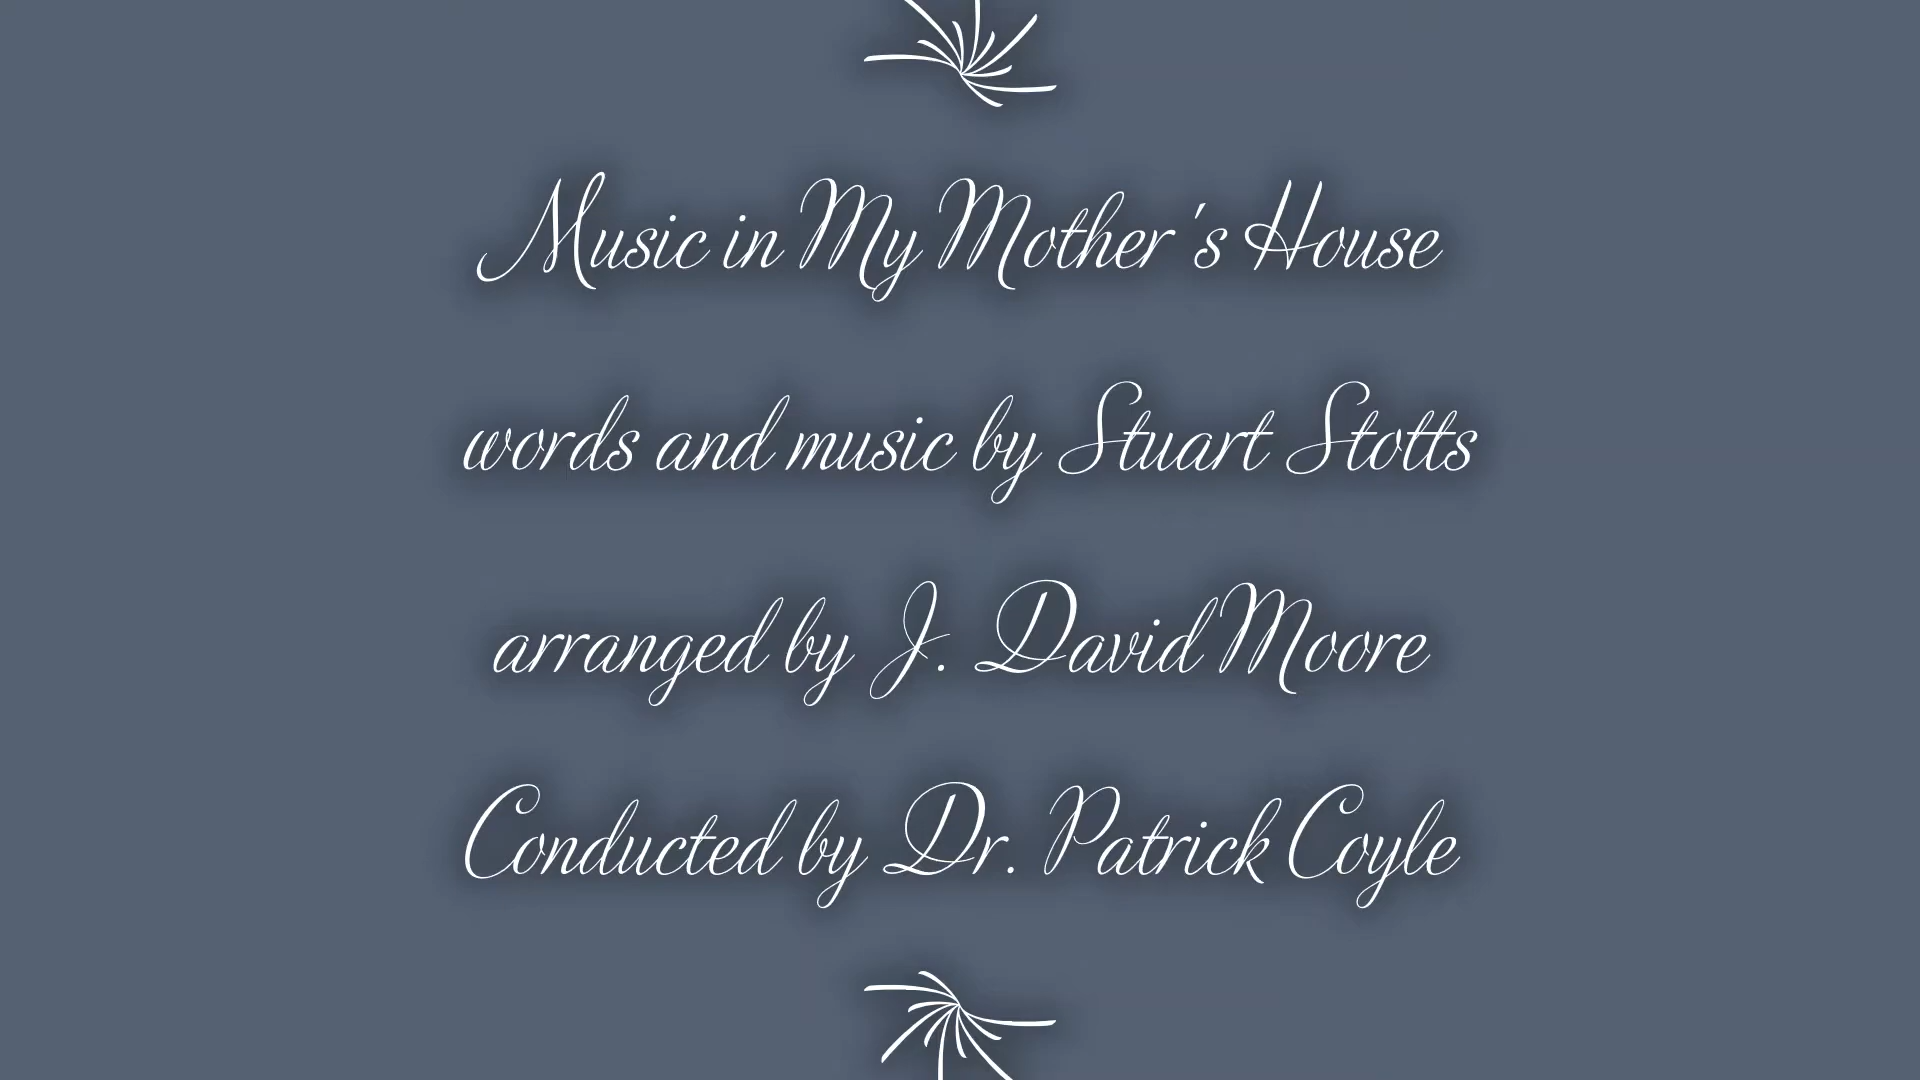 Music in My Mother's House
words and music by Stuart Stotts
arranged by J. David Moore
Conducted by Dr. Patrick Coyle